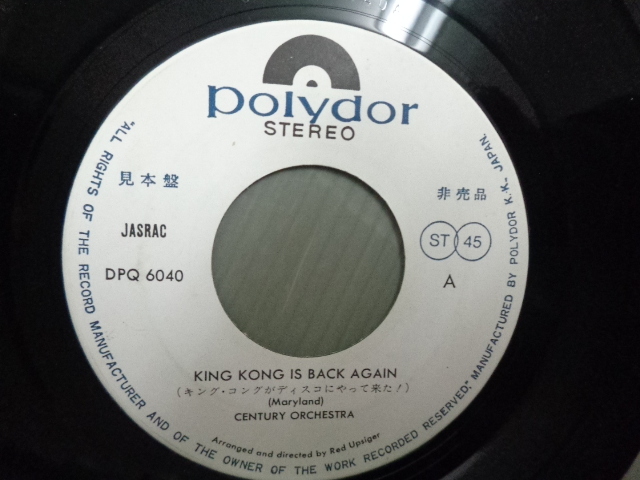 polydor
STEREO
見本盤
非売品
JASRAC
ST 45
DPQ 6040
A
KING KONG IS BACK AGAIN
(キング・コングがディスコにやって来た!)
(Maryland)
CENTURY ORCHESTRA
Arranged and directed by Red Upsiger
"ALL RIGHTS OF THE RECORD MANUFACTURER AND OF THE OWNER OF THE WORK RECORDED RESERVED." MANUFACTURED BY POLYDOR K.K., JAPAN.